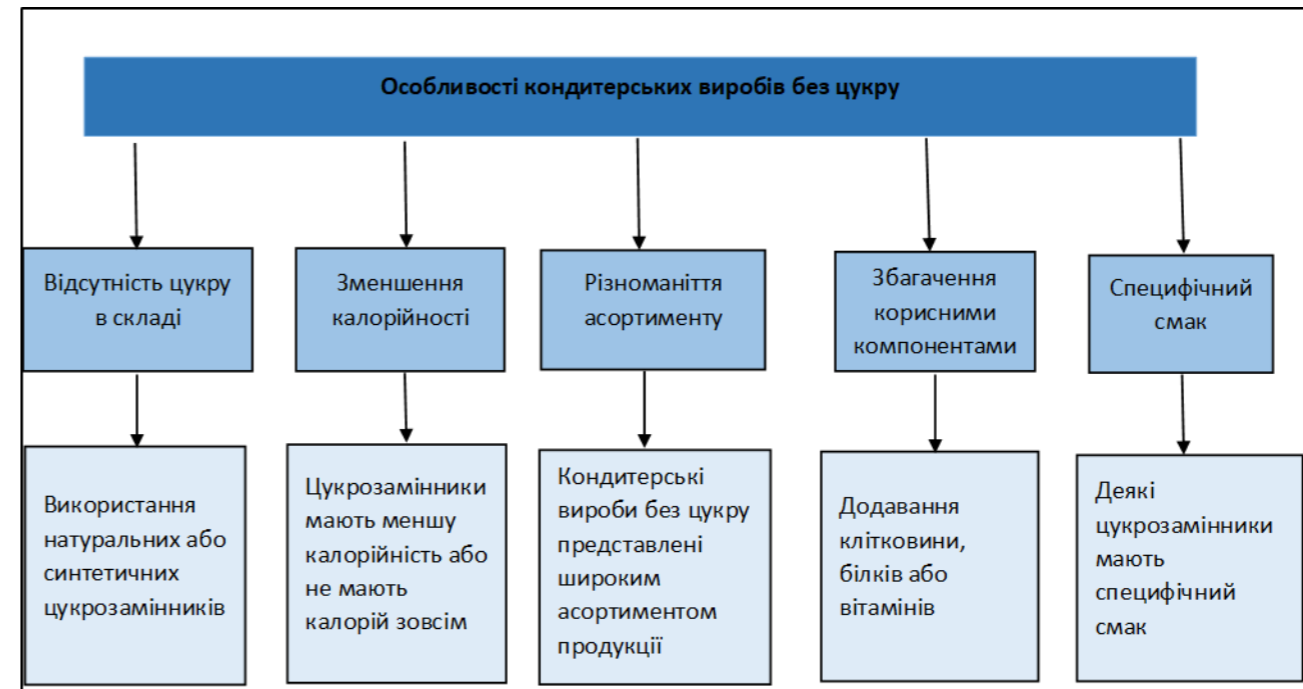 Особливості кондитерських виробів без цукру
Відсутність цукру
в складі
Зменшення
калорійності
Різноманіття
асортименту
Збагачення
корисними
компонентами
Специфічний
смак
Використання
натуральних або
синтетичних
цукрозамінників
Цукрозамінники
мають меншу
калорійність або
не мають
калорій зовсім
Кондитерські
вироби без цукру
представлені
широким
асортиментом
продукції
Додавання
клітковини,
білків або
вітамінів
Деякі
цукрозамінники
мають
специфічний
смак